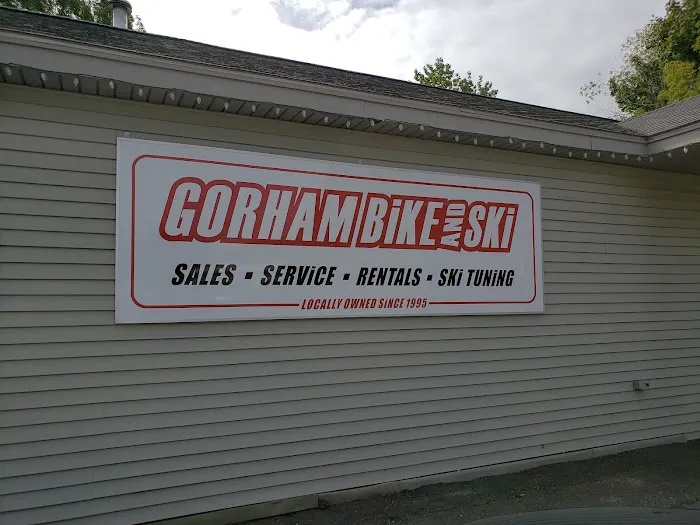 GORHAM BiKE AND SKi
SALES ▪ SERViCE ▪ RENTALS ▪ SKi TUNiNG
LOCALLY OWNED SINCE 1995